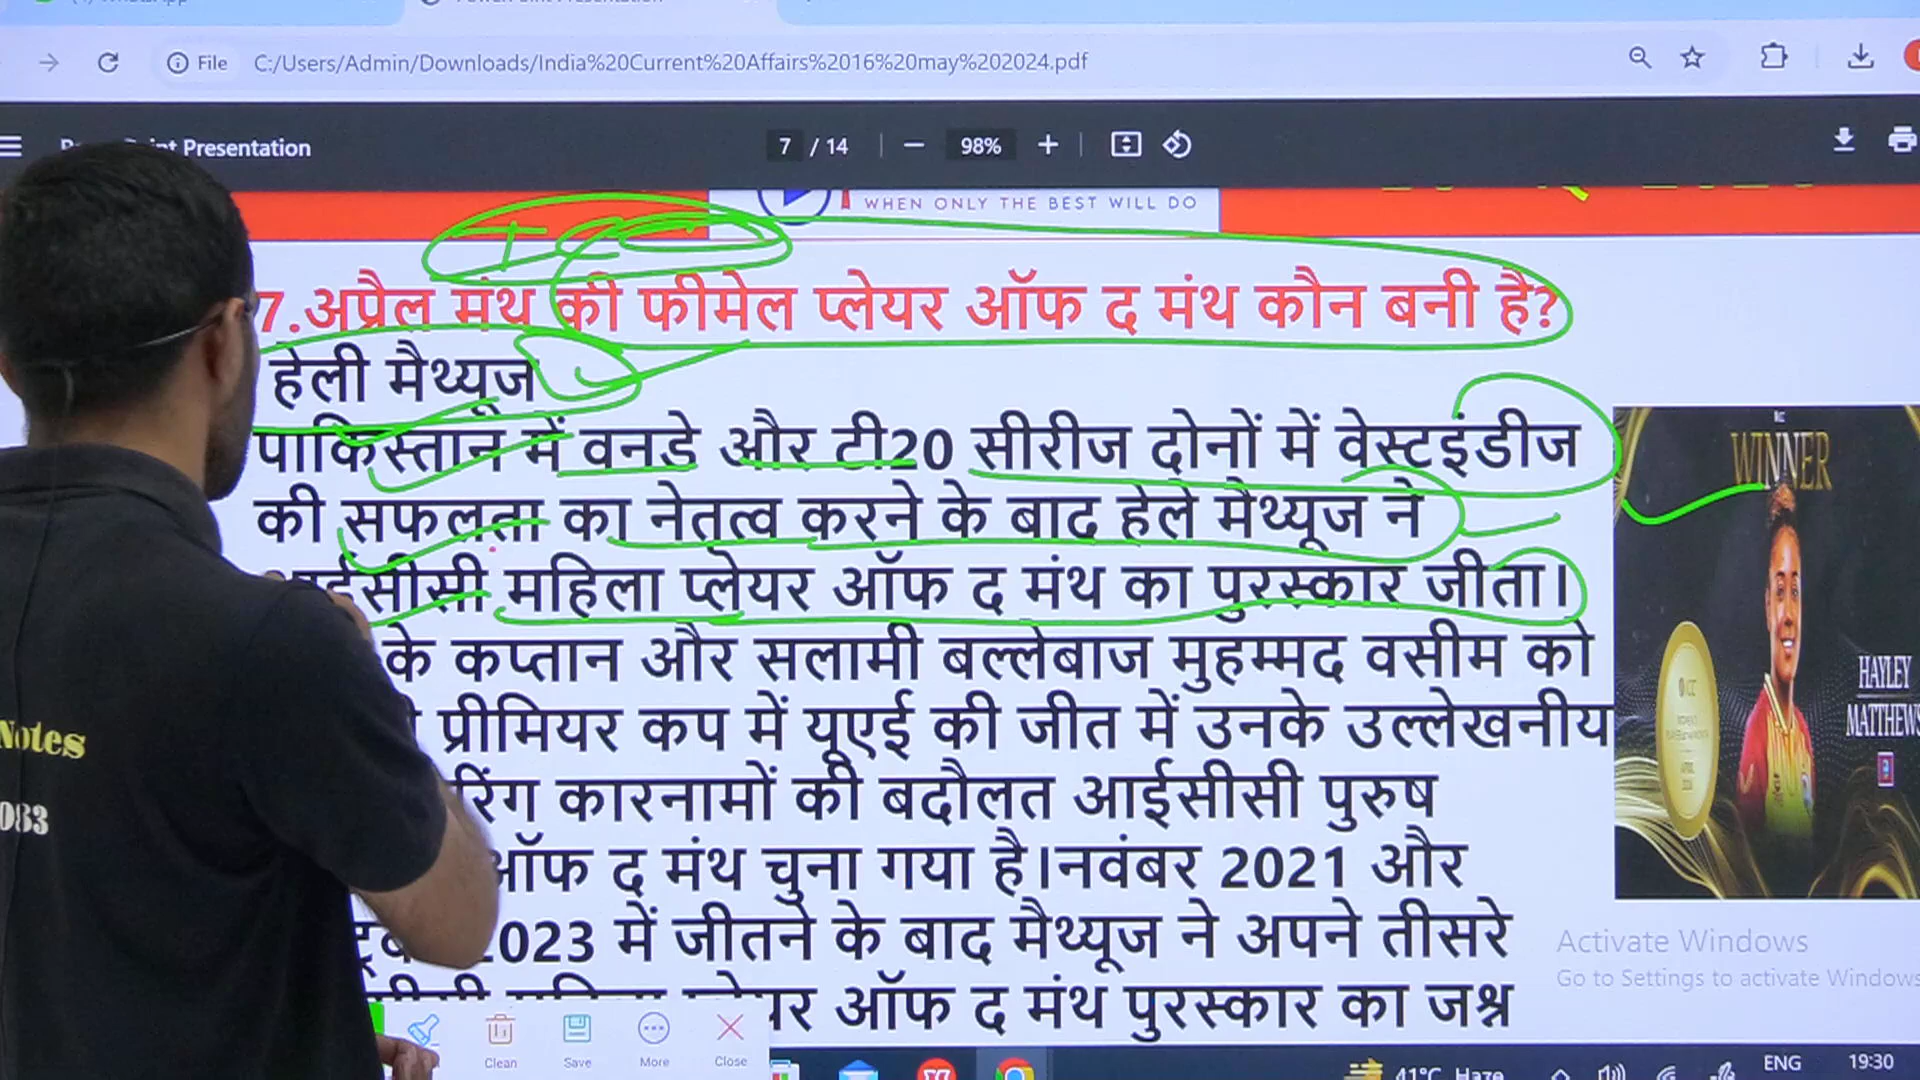 File C:/Users/Admin/Downloads/India%20Current%20Affairs%2016%20may%202024.pdf
Presentation 7 / 14 98%
WHEN ONLY THE BEST WILL DO
7.अप्रैल मंथ की फीमेल प्लेयर ऑफ द मंथ कौन बनी है?
हेली मैथ्यूज
पाकिस्तान में वनडे और टी20 सीरीज दोनों में वेस्टइंडीज
की सफलता का नेतृत्व करने के बाद हेले मैथ्यूज ने
महिला प्लेयर ऑफ द मंथ का पुरस्कार जीता।
के कप्तान और सलामी बल्लेबाज मुहम्मद वसीम को
प्रीमियर कप में यूएई की जीत में उनके उल्लेखनीय
कारनामों की बदौलत आईसीसी पुरुष
ऑफ द मंथ चुना गया है।नवंबर 2021 और
2023 में जीतने के बाद मैथ्यूज ने अपने तीसरे
ऑफ द मंथ पुरस्कार का जश्न
WINNER
HAYLEY
MATTHEWS
Notes
083
Activate Windows
Go to Settings to activate Windows
Clean Save More Close
41°C Haze ENG 19:30